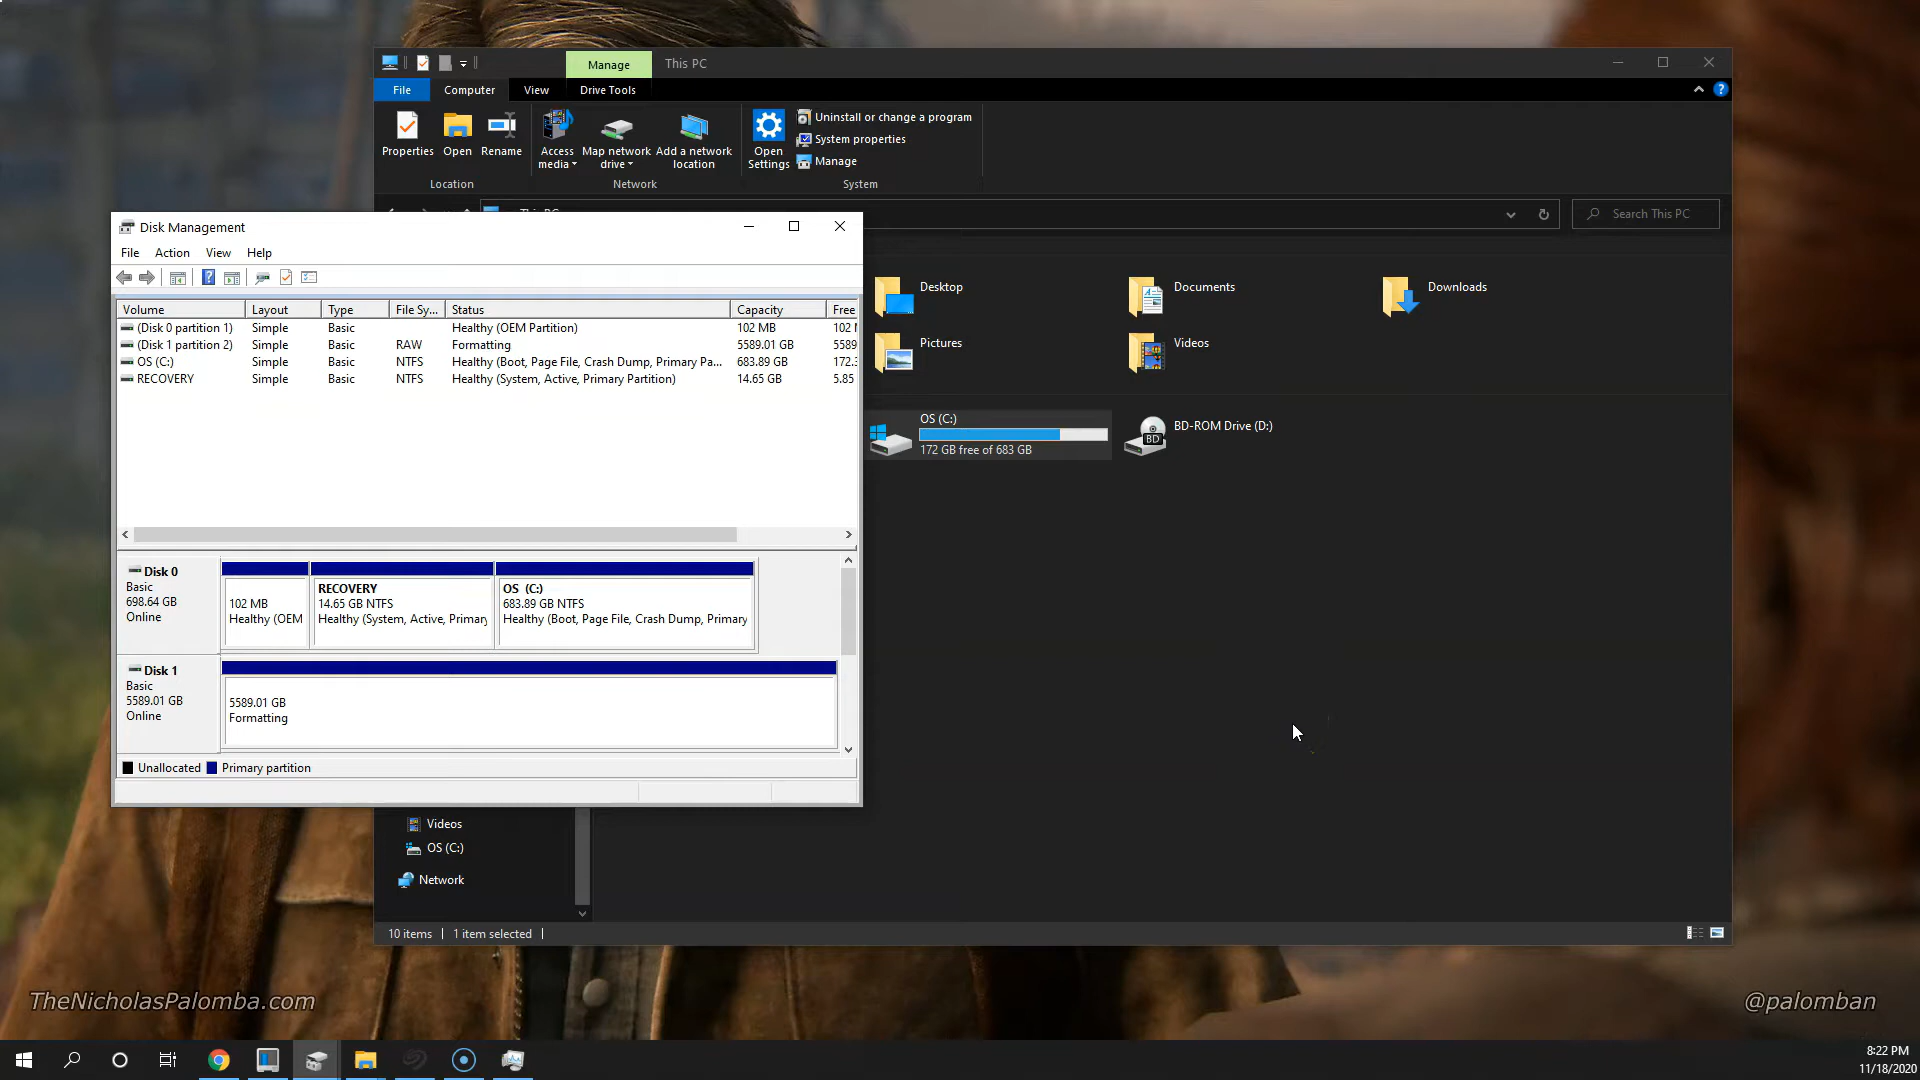 Manage
This PC
File
Computer
View
Drive Tools
Properties
Open
Rename
Access media
Map network drive
Add a network location
Open Settings
Uninstall or change a program
System properties
Manage
Location
Network
System
Search This PC
Disk Management
File
Action
View
Help
Volume Layout Type File Sy... Status Capacity Free
(Disk 0 partition 1) Simple Basic Healthy (OEM Partition) 102 MB 102
(Disk 1 partition 2) Simple Basic RAW Formatting 5589.01 GB 5589
OS (C:) Simple Basic NTFS Healthy (Boot, Page File, Crash Dump, Primary Pa... 683.89 GB 172.
RECOVERY Simple Basic NTFS Healthy (System, Active, Primary Partition) 14.65 GB 5.85
Desktop
Documents
Downloads
Pictures
Videos
OS (C:)
172 GB free of 683 GB
BD-ROM Drive (D:)
BD
Disk 0
Basic
698.64 GB
Online
102 MB
Healthy (OEM
RECOVERY
14.65 GB NTFS
Healthy (System, Active, Primary
OS (C:)
683.89 GB NTFS
Healthy (Boot, Page File, Crash Dump, Primary
Disk 1
Basic
5589.01 GB
Online
5589.01 GB
Formatting
Unallocated
Primary partition
Videos
OS (C:)
Network
10 items
1 item selected
TheNicholasPalomba.com
@palomban
8:22 PM
11/18/2020